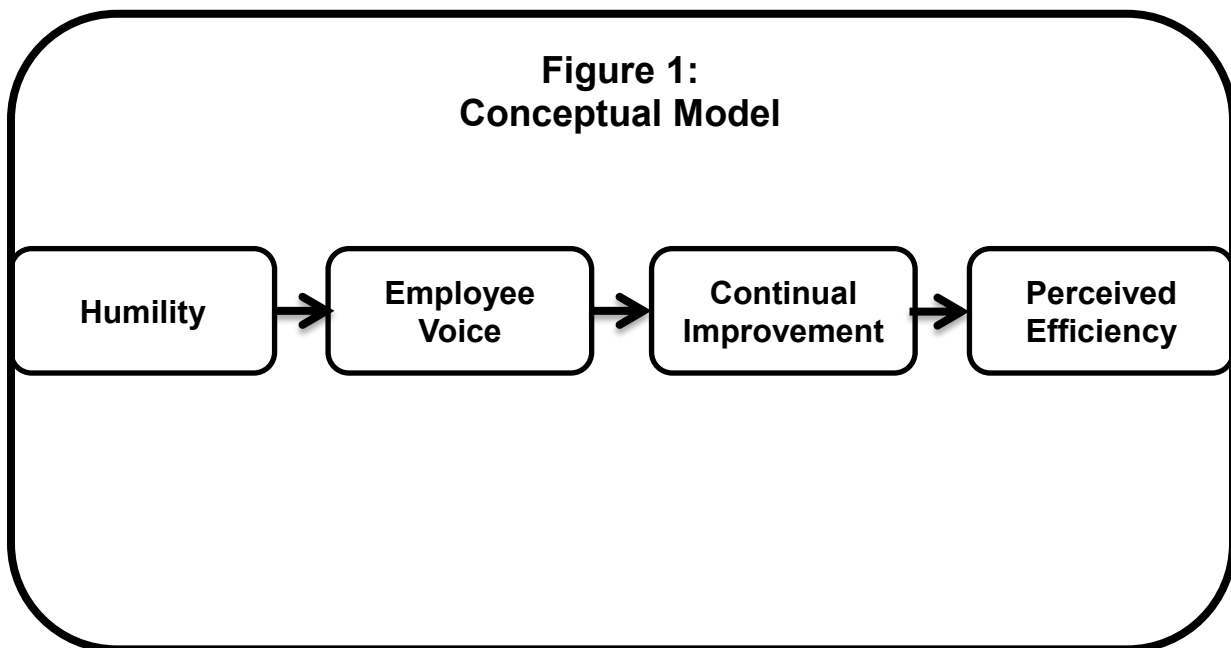 Figure 1:
Conceptual Model
Humility
Employee
Voice
Continual
Improvement
Perceived
Efficiency